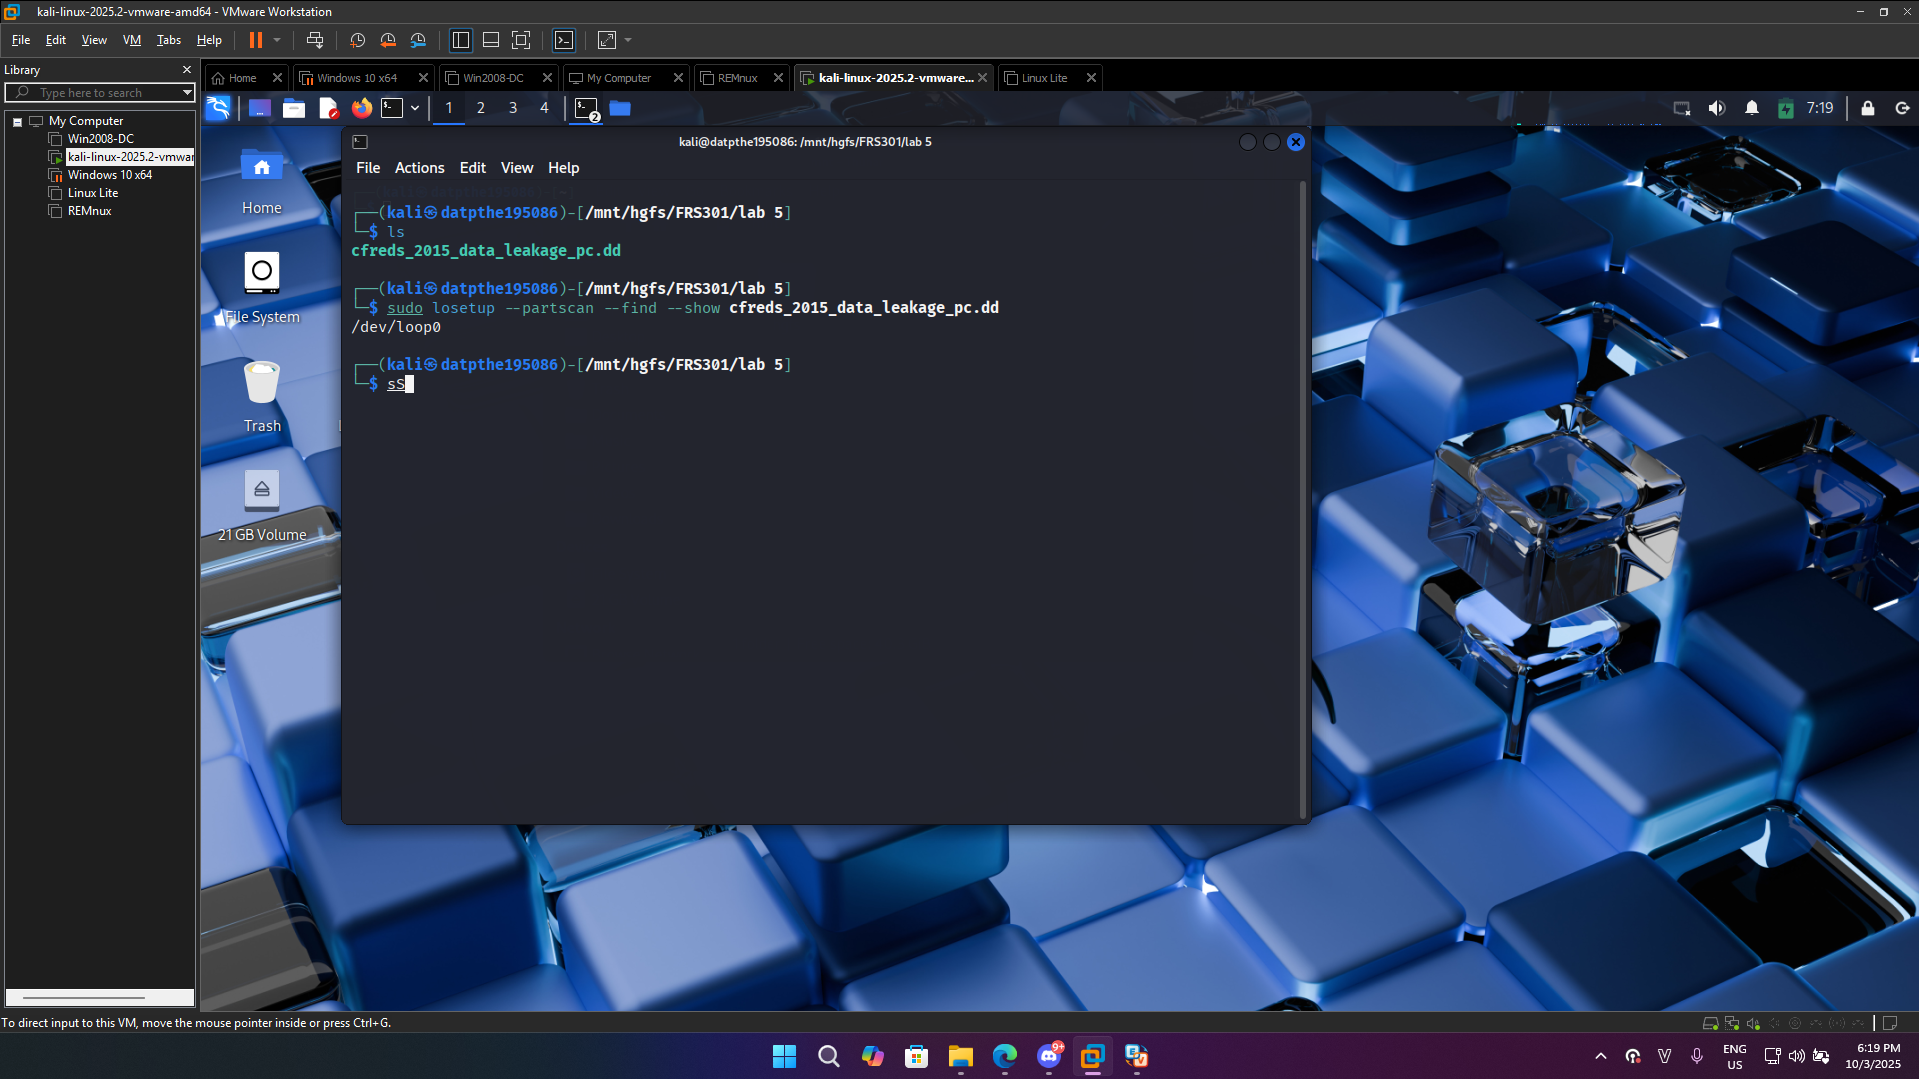 kali-linux-2025.2-vmware-amd64 - VMware Workstation
File Edit View VM Tabs Help
Library
Type here to search
My Computer
Win2008-DC
kali-linux-2025.2-vmwar
Windows 10 x64
Linux Lite
REMnux
Home
Windows 10 x64
Win2008-DC
My Computer
REMnux
kali-linux-2025.2-vmware...
Linux Lite
1 2 3 4
2
7:19
Home
File System
Trash
21 GB Volume
kali@datpthe195086: /mnt/hgfs/FRS301/lab 5
File Actions Edit View Help
┌──(kali㉿datpthe195086)-[/mnt/hgfs/FRS301/lab 5]
└─$ ls
cfreds_2015_data_leakage_pc.dd
┌──(kali㉿datpthe195086)-[/mnt/hgfs/FRS301/lab 5]
└─$ sudo losetup --partscan --find --show cfreds_2015_data_leakage_pc.dd
/dev/loop0
┌──(kali㉿datpthe195086)-[/mnt/hgfs/FRS301/lab 5]
└─$ sS
To direct input to this VM, move the mouse pointer inside or press Ctrl+G.
9+
ENG
US
6:19 PM
10/3/2025